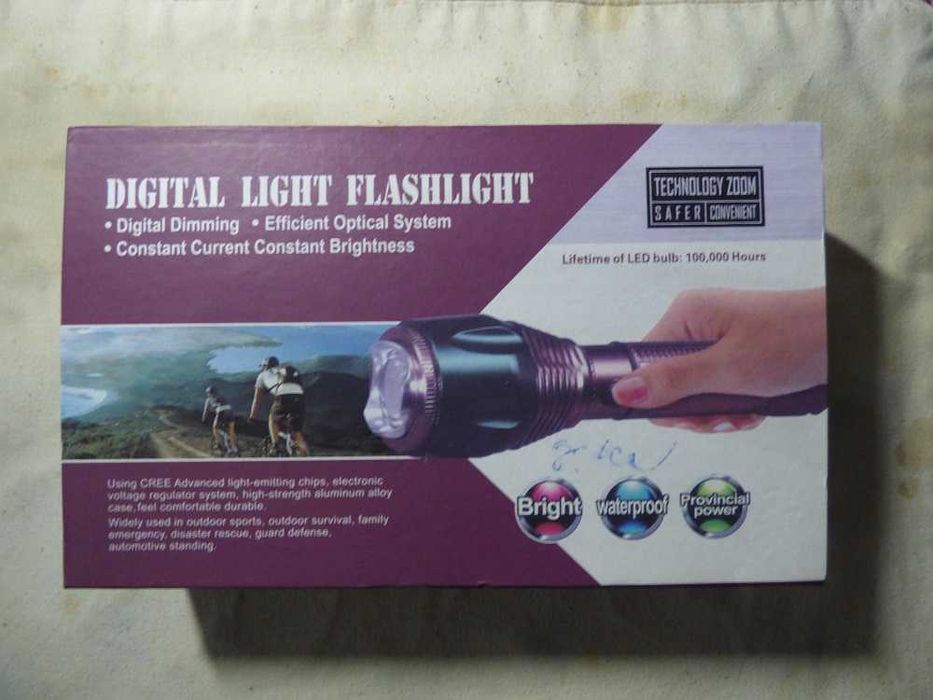 DIGITAL LIGHT FLASHLIGHT
• Digital Dimming • Efficient Optical System
• Constant Current Constant Brightness
TECHNOLOGY ZOOM
SAFER CONVENIENT
Lifetime of LED bulb: 100,000 Hours
Using CREE Advanced light-emitting chips, electronic
voltage regulator system, high-strength aluminum alloy
case, feel comfortable durable.
Widely used in outdoor sports, outdoor survival, family
emergency, disaster rescue, guard defense,
automotive standing.
Bright
waterproof
Provincial
power